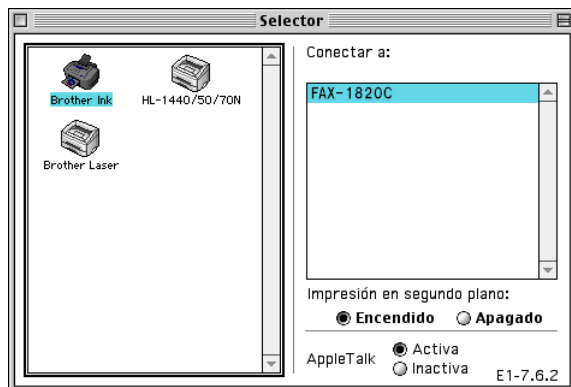 Selector
Brother Ink
HL-1440/50/70N
Brother Laser
Conectar a:
FAX-1820C
Impresión en segundo plano:
Encendido Apagado
AppleTalk
Activa
Inactiva
E1-7.6.2